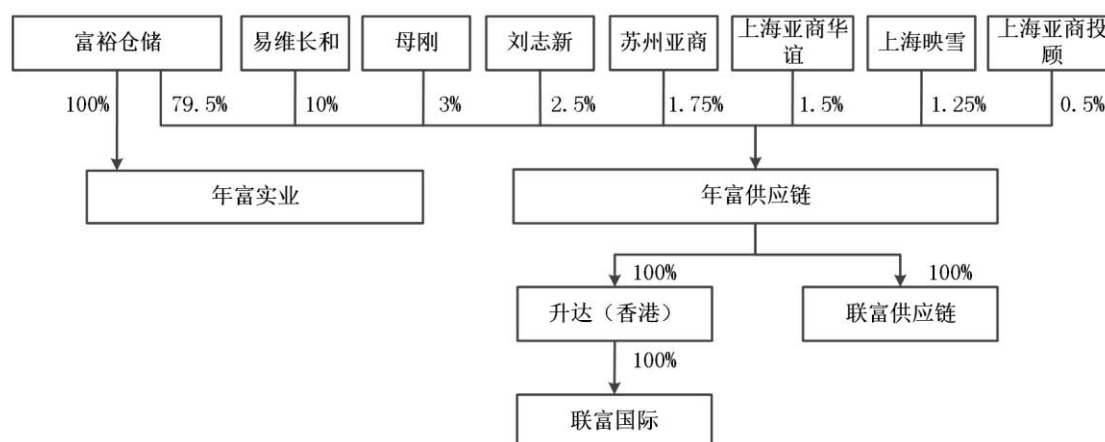 富裕仓储
易维长和
母刚
刘志新
苏州亚商
上海亚商华
谊
上海映雪
上海亚商投
顾
100%
79.5%
10%
3%
2.5%
1.75%
1.5%
1.25%
0.5%
年富实业
年富供应链
100%
100%
升达（香港）
联富供应链
100%
联富国际